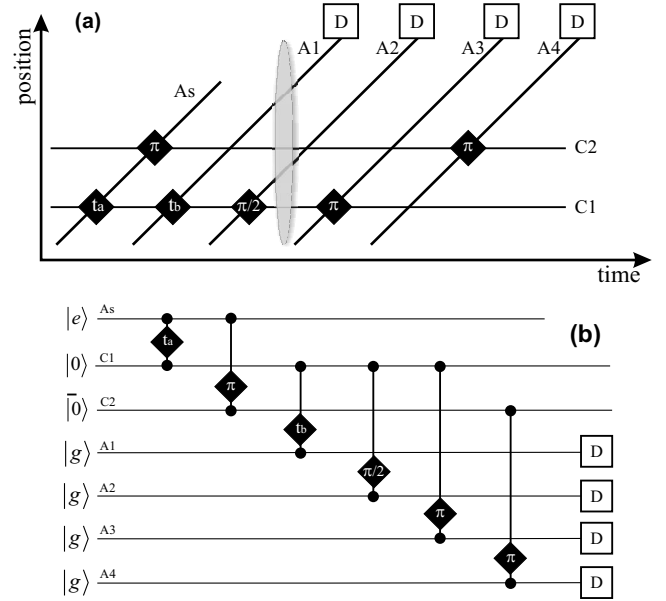 (a)
D D D D
A1 A2 A3 A4
position
As
π π C2
ta tb π/2 π C1
time
(b)
|e⟩ As
ta
|0⟩ C1
π
|0̄⟩ C2
tb
|g⟩ A1 D
π/2
|g⟩ A2 D
π
|g⟩ A3 D
π
|g⟩ A4 D